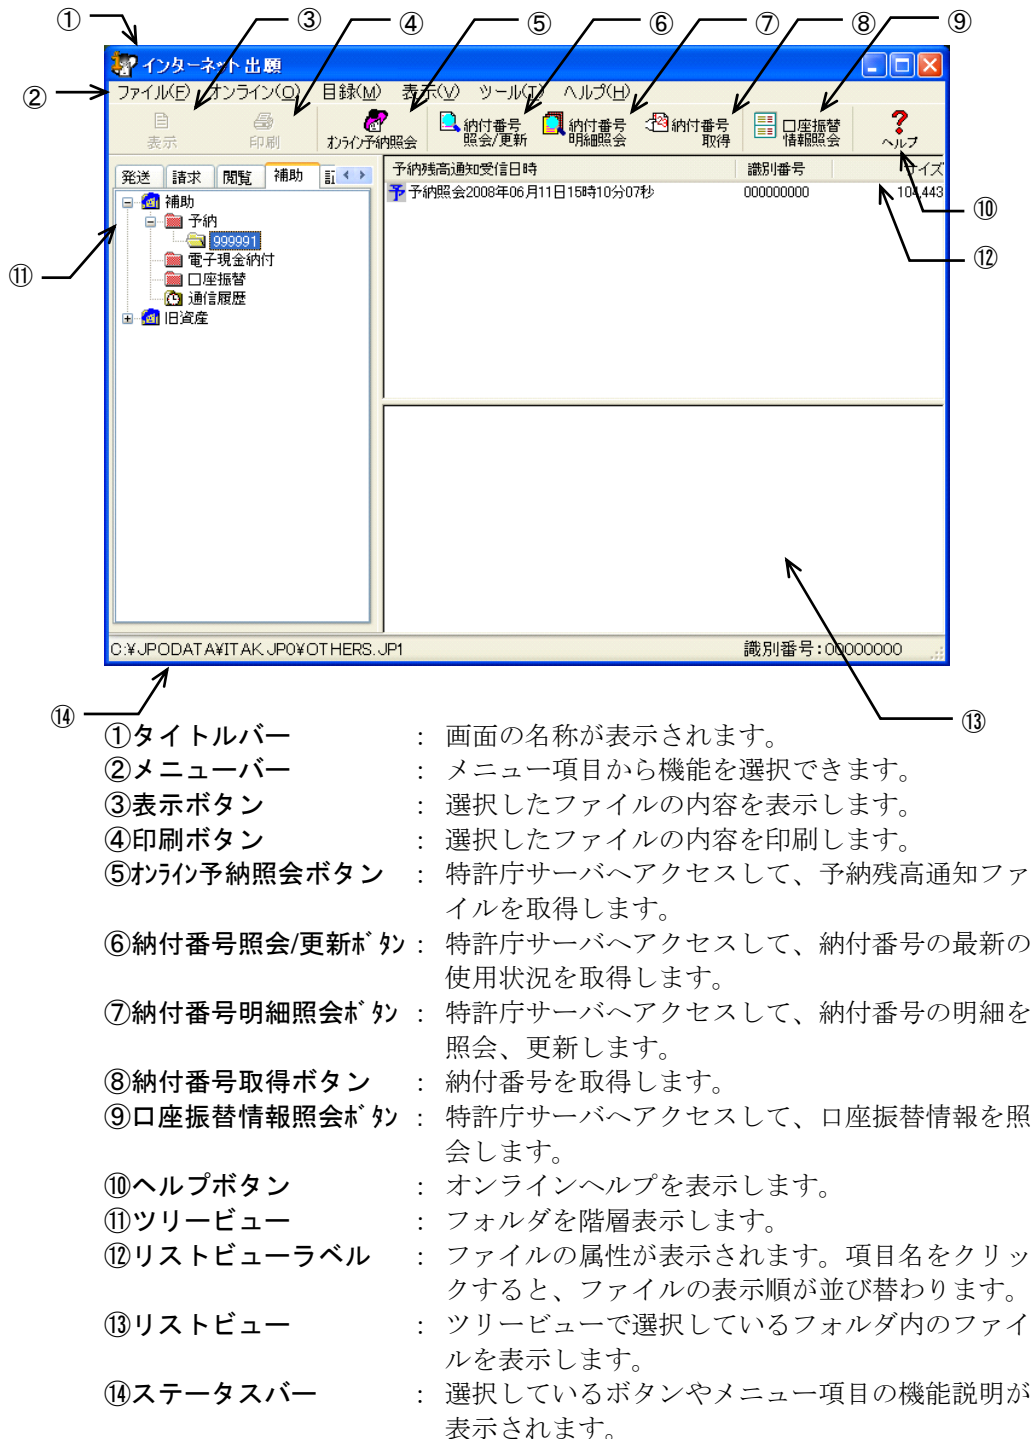 ① ③ ④ ⑤ ⑥ ⑦ ⑧ ⑨
インターネット出願
②
ファイル(F) オンライン(O) 目録(M) 表示(V) ツール(T) ヘルプ(H)
表示 印刷 オンライン予納照会 納付番号照会/更新 納付番号明細照会 納付番号取得 口座振替情報照会 ヘルプ
発送 請求 閲覧 補助
予納残高通知受信日時 識別番号 サイズ
予 予納照会2008年06月11日15時10分07秒 000000000 104,443
補助
予納
999991
電子現金納付
口座振替
通信履歴
旧資産
⑩
⑪
⑫
C:¥JPODATA¥ITAK.JP0¥OTHERS.JP1 識別番号:00000000
⑭
⑬
①タイトルバー : 画面の名称が表示されます。
②メニューバー : メニュー項目から機能を選択できます。
③表示ボタン : 選択したファイルの内容を表示します。
④印刷ボタン : 選択したファイルの内容を印刷します。
⑤ｵﾝﾗｲﾝ予納照会ボタン : 特許庁サーバへアクセスして、予納残高通知ファ
イルを取得します。
⑥納付番号照会/更新ﾎﾞﾀﾝ : 特許庁サーバへアクセスして、納付番号の最新の
使用状況を取得します。
⑦納付番号明細照会ﾎﾞﾀﾝ : 特許庁サーバへアクセスして、納付番号の明細を
照会、更新します。
⑧納付番号取得ボタン : 納付番号を取得します。
⑨口座振替情報照会ﾎﾞﾀﾝ : 特許庁サーバへアクセスして、口座振替情報を照
会します。
⑩ヘルプボタン : オンラインヘルプを表示します。
⑪ツリービュー : フォルダを階層表示します。
⑫リストビューラベル : ファイルの属性が表示されます。項目名をクリッ
クすると、ファイルの表示順が並び替わります。
⑬リストビュー : ツリービューで選択しているフォルダ内のファイ
ルを表示します。
⑭ステータスバー : 選択しているボタンやメニュー項目の機能説明が
表示されます。